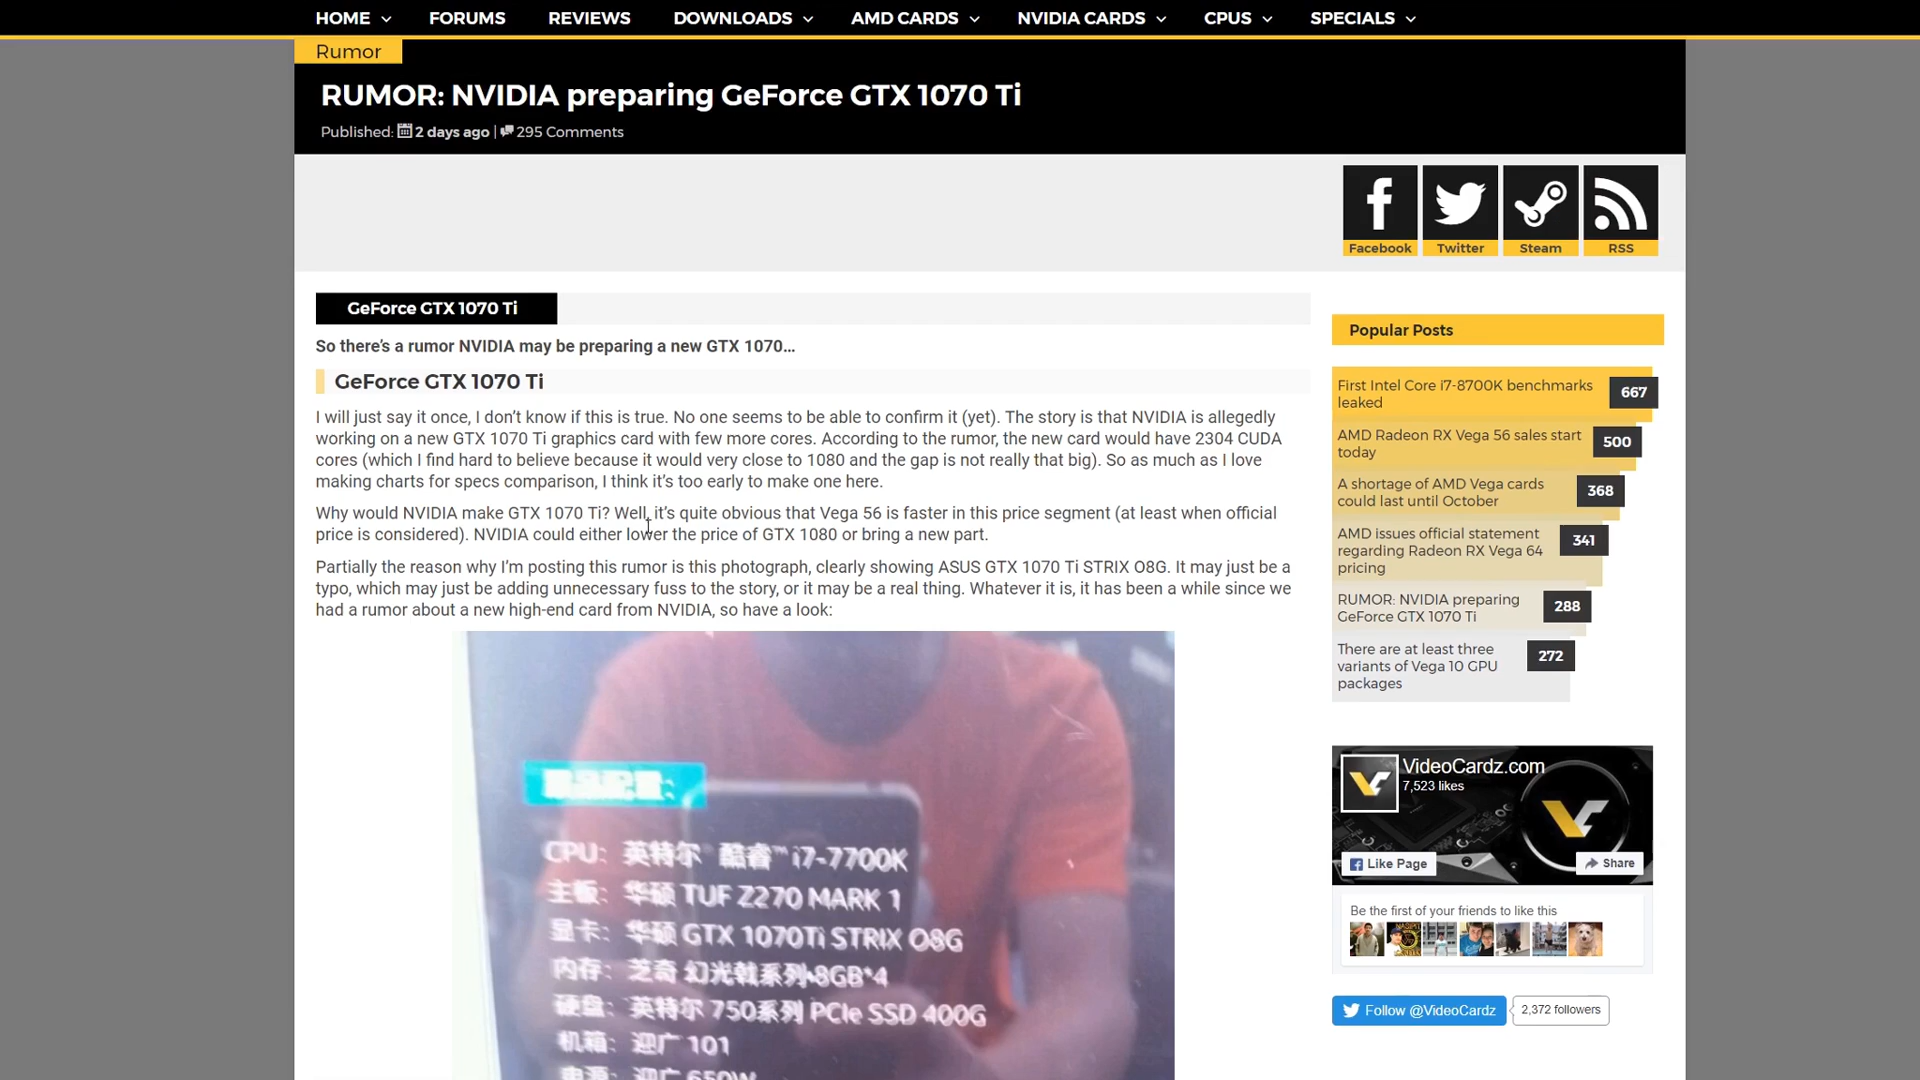 HOME
FORUMS
REVIEWS
DOWNLOADS
AMD CARDS
NVIDIA CARDS
CPUS
SPECIALS
Rumor
RUMOR: NVIDIA preparing GeForce GTX 1070 Ti
Published: 2 days ago | 295 Comments
Facebook
Twitter
Steam
RSS
GeForce GTX 1070 Ti
So there's a rumor NVIDIA may be preparing a new GTX 1070…
GeForce GTX 1070 Ti
I will just say it once, I don't know if this is true. No one seems to be able to confirm it (yet). The story is that NVIDIA is allegedly
working on a new GTX 1070 Ti graphics card with few more cores. According to the rumor, the new card would have 2304 CUDA
cores (which I find hard to believe because it would very close to 1080 and the gap is not really that big). So as much as I love
making charts for specs comparison, I think it's too early to make one here.
Why would NVIDIA make GTX 1070 Ti? Well, it's quite obvious that Vega 56 is faster in this price segment (at least when official
price is considered). NVIDIA could either lower the price of GTX 1080 or bring a new part.
Partially the reason why I'm posting this rumor is this photograph, clearly showing ASUS GTX 1070 Ti STRIX O8G. It may just be a
typo, which may just be adding unnecessary fuss to the story, or it may be a real thing. Whatever it is, it has been a while since we
had a rumor about a new high-end card from NVIDIA, so have a look:
CPU: 英特尔 酷睿™ i7-7700K
主板: 华硕 TUF Z270 MARK 1
显卡: 华硕 GTX 1070Ti STRIX O8G
内存: 芝奇 幻光戟系列 8GB*4
硬盘: 英特尔 750系列 PCIe SSD 400G
机箱: 迎广 101
电源: 迎广 650W
Popular Posts
First Intel Core i7-8700K benchmarks
leaked
667
AMD Radeon RX Vega 56 sales start
today
500
A shortage of AMD Vega cards
could last until October
368
AMD issues official statement
regarding Radeon RX Vega 64
pricing
341
RUMOR: NVIDIA preparing
GeForce GTX 1070 Ti
288
There are at least three
variants of Vega 10 GPU
packages
272
VideoCardz.com
7,523 likes
Like Page
Share
Be the first of your friends to like this
Follow @VideoCardz
2,372 followers